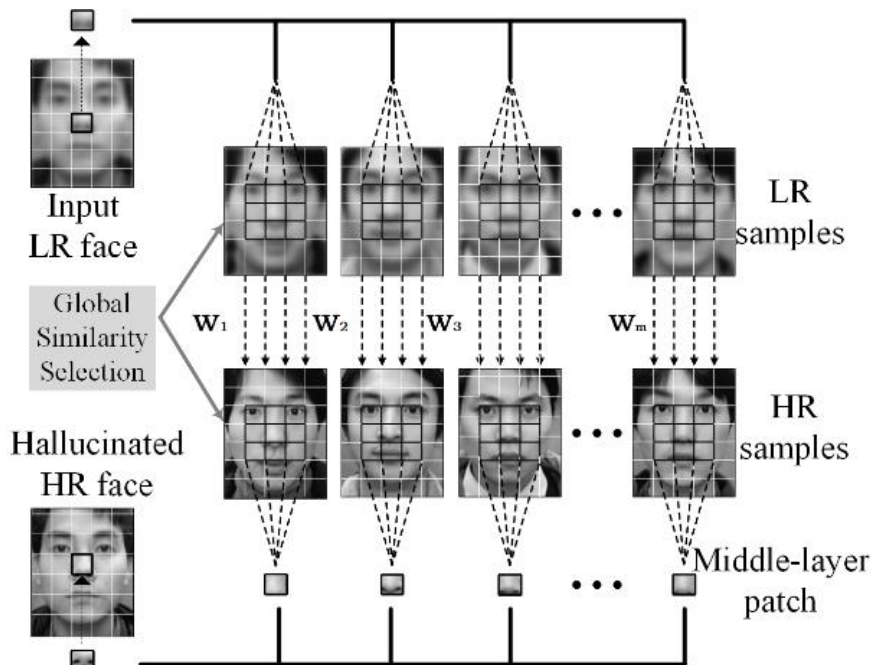 Input
LR face
LR
samples
Global
Similarity
Selection
W1
W2
W3
Wm
Hallucinated
HR face
HR
samples
Middle-layer
patch